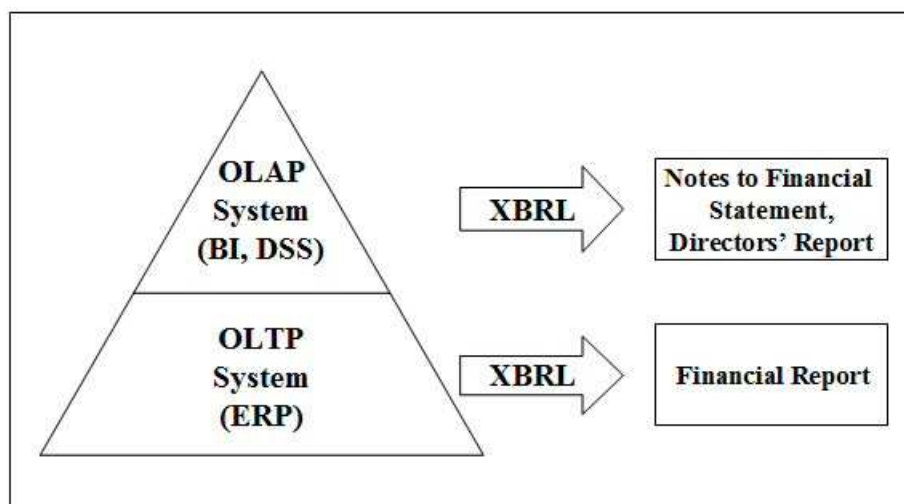 OLAP
System
(BI, DSS)
XBRL
Notes to Financial
Statement,
Directors’ Report
OLTP
System
(ERP)
XBRL
Financial Report